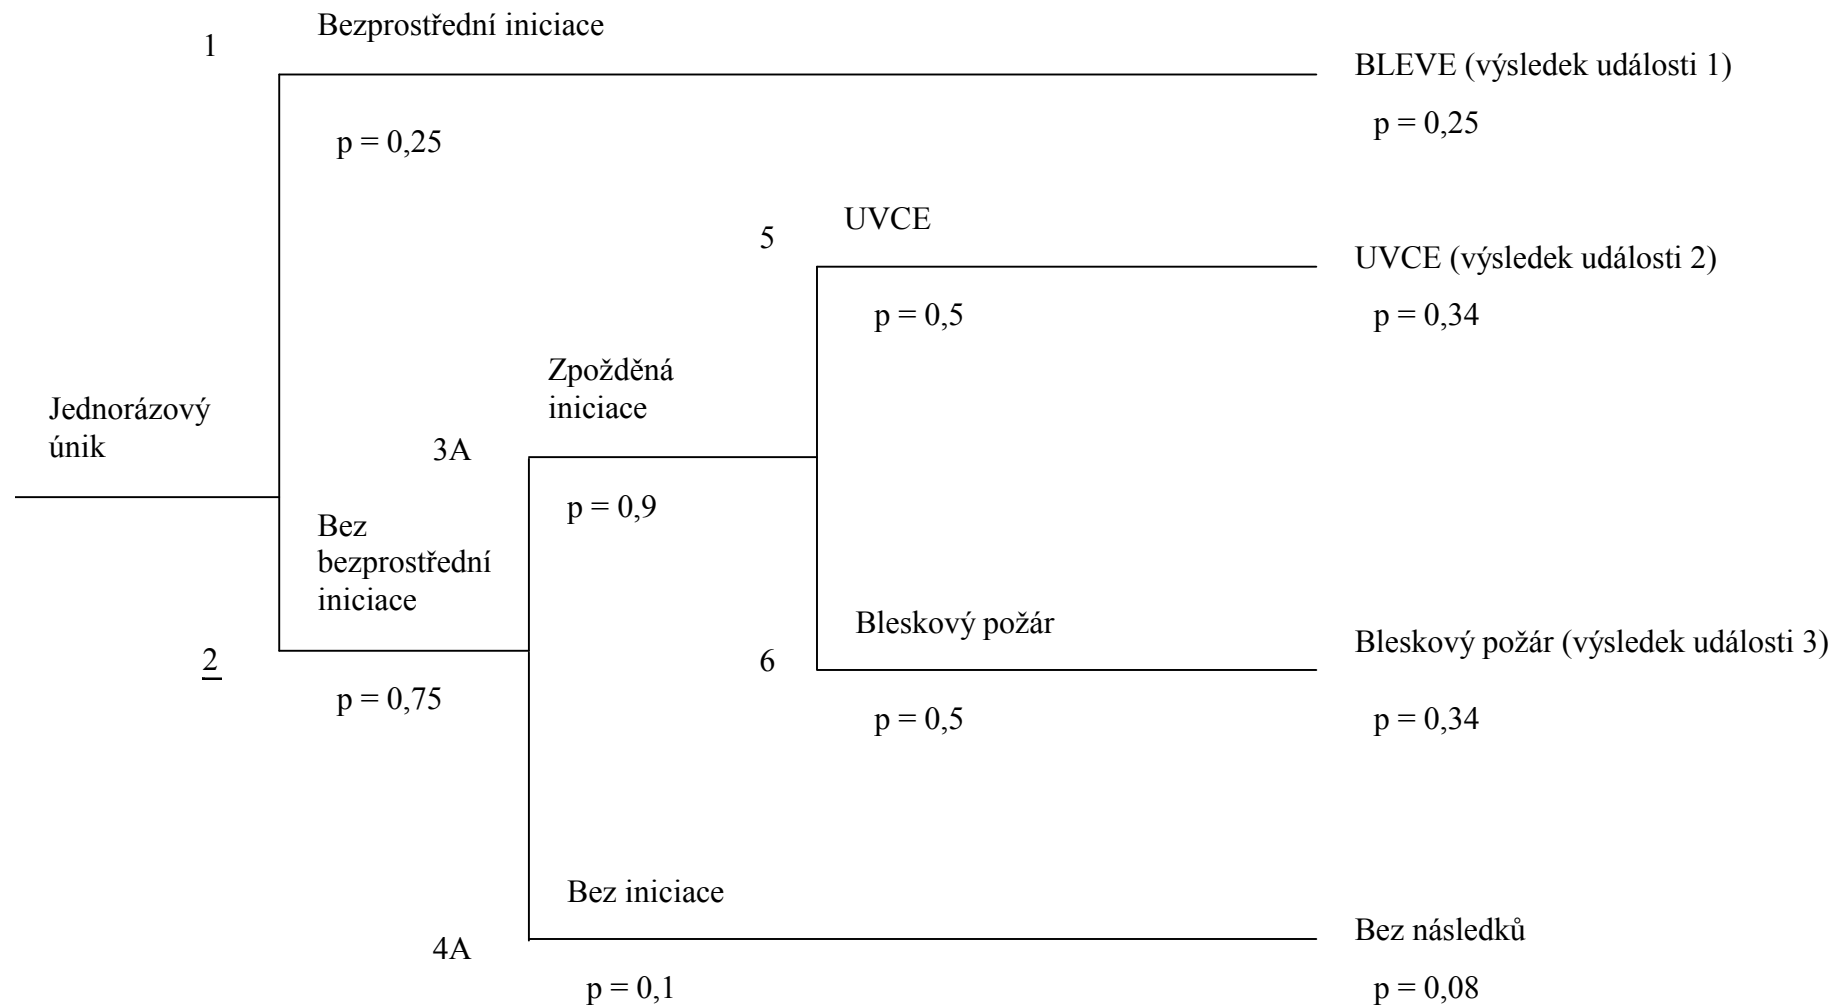 Bezprostřední iniciace
1
BLEVE (výsledek události 1)
p = 0,25
p = 0,25
UVCE
5
UVCE (výsledek události 2)
p = 0,5
p = 0,34
Zpožděná
iniciace
Jednorázový
únik
3A
p = 0,9
Bez
bezprostřední
iniciace
Bleskový požár
Bleskový požár (výsledek události 3)
2
6
p = 0,75
p = 0,5
p = 0,34
Bez iniciace
Bez následků
4A
p = 0,1
p = 0,08